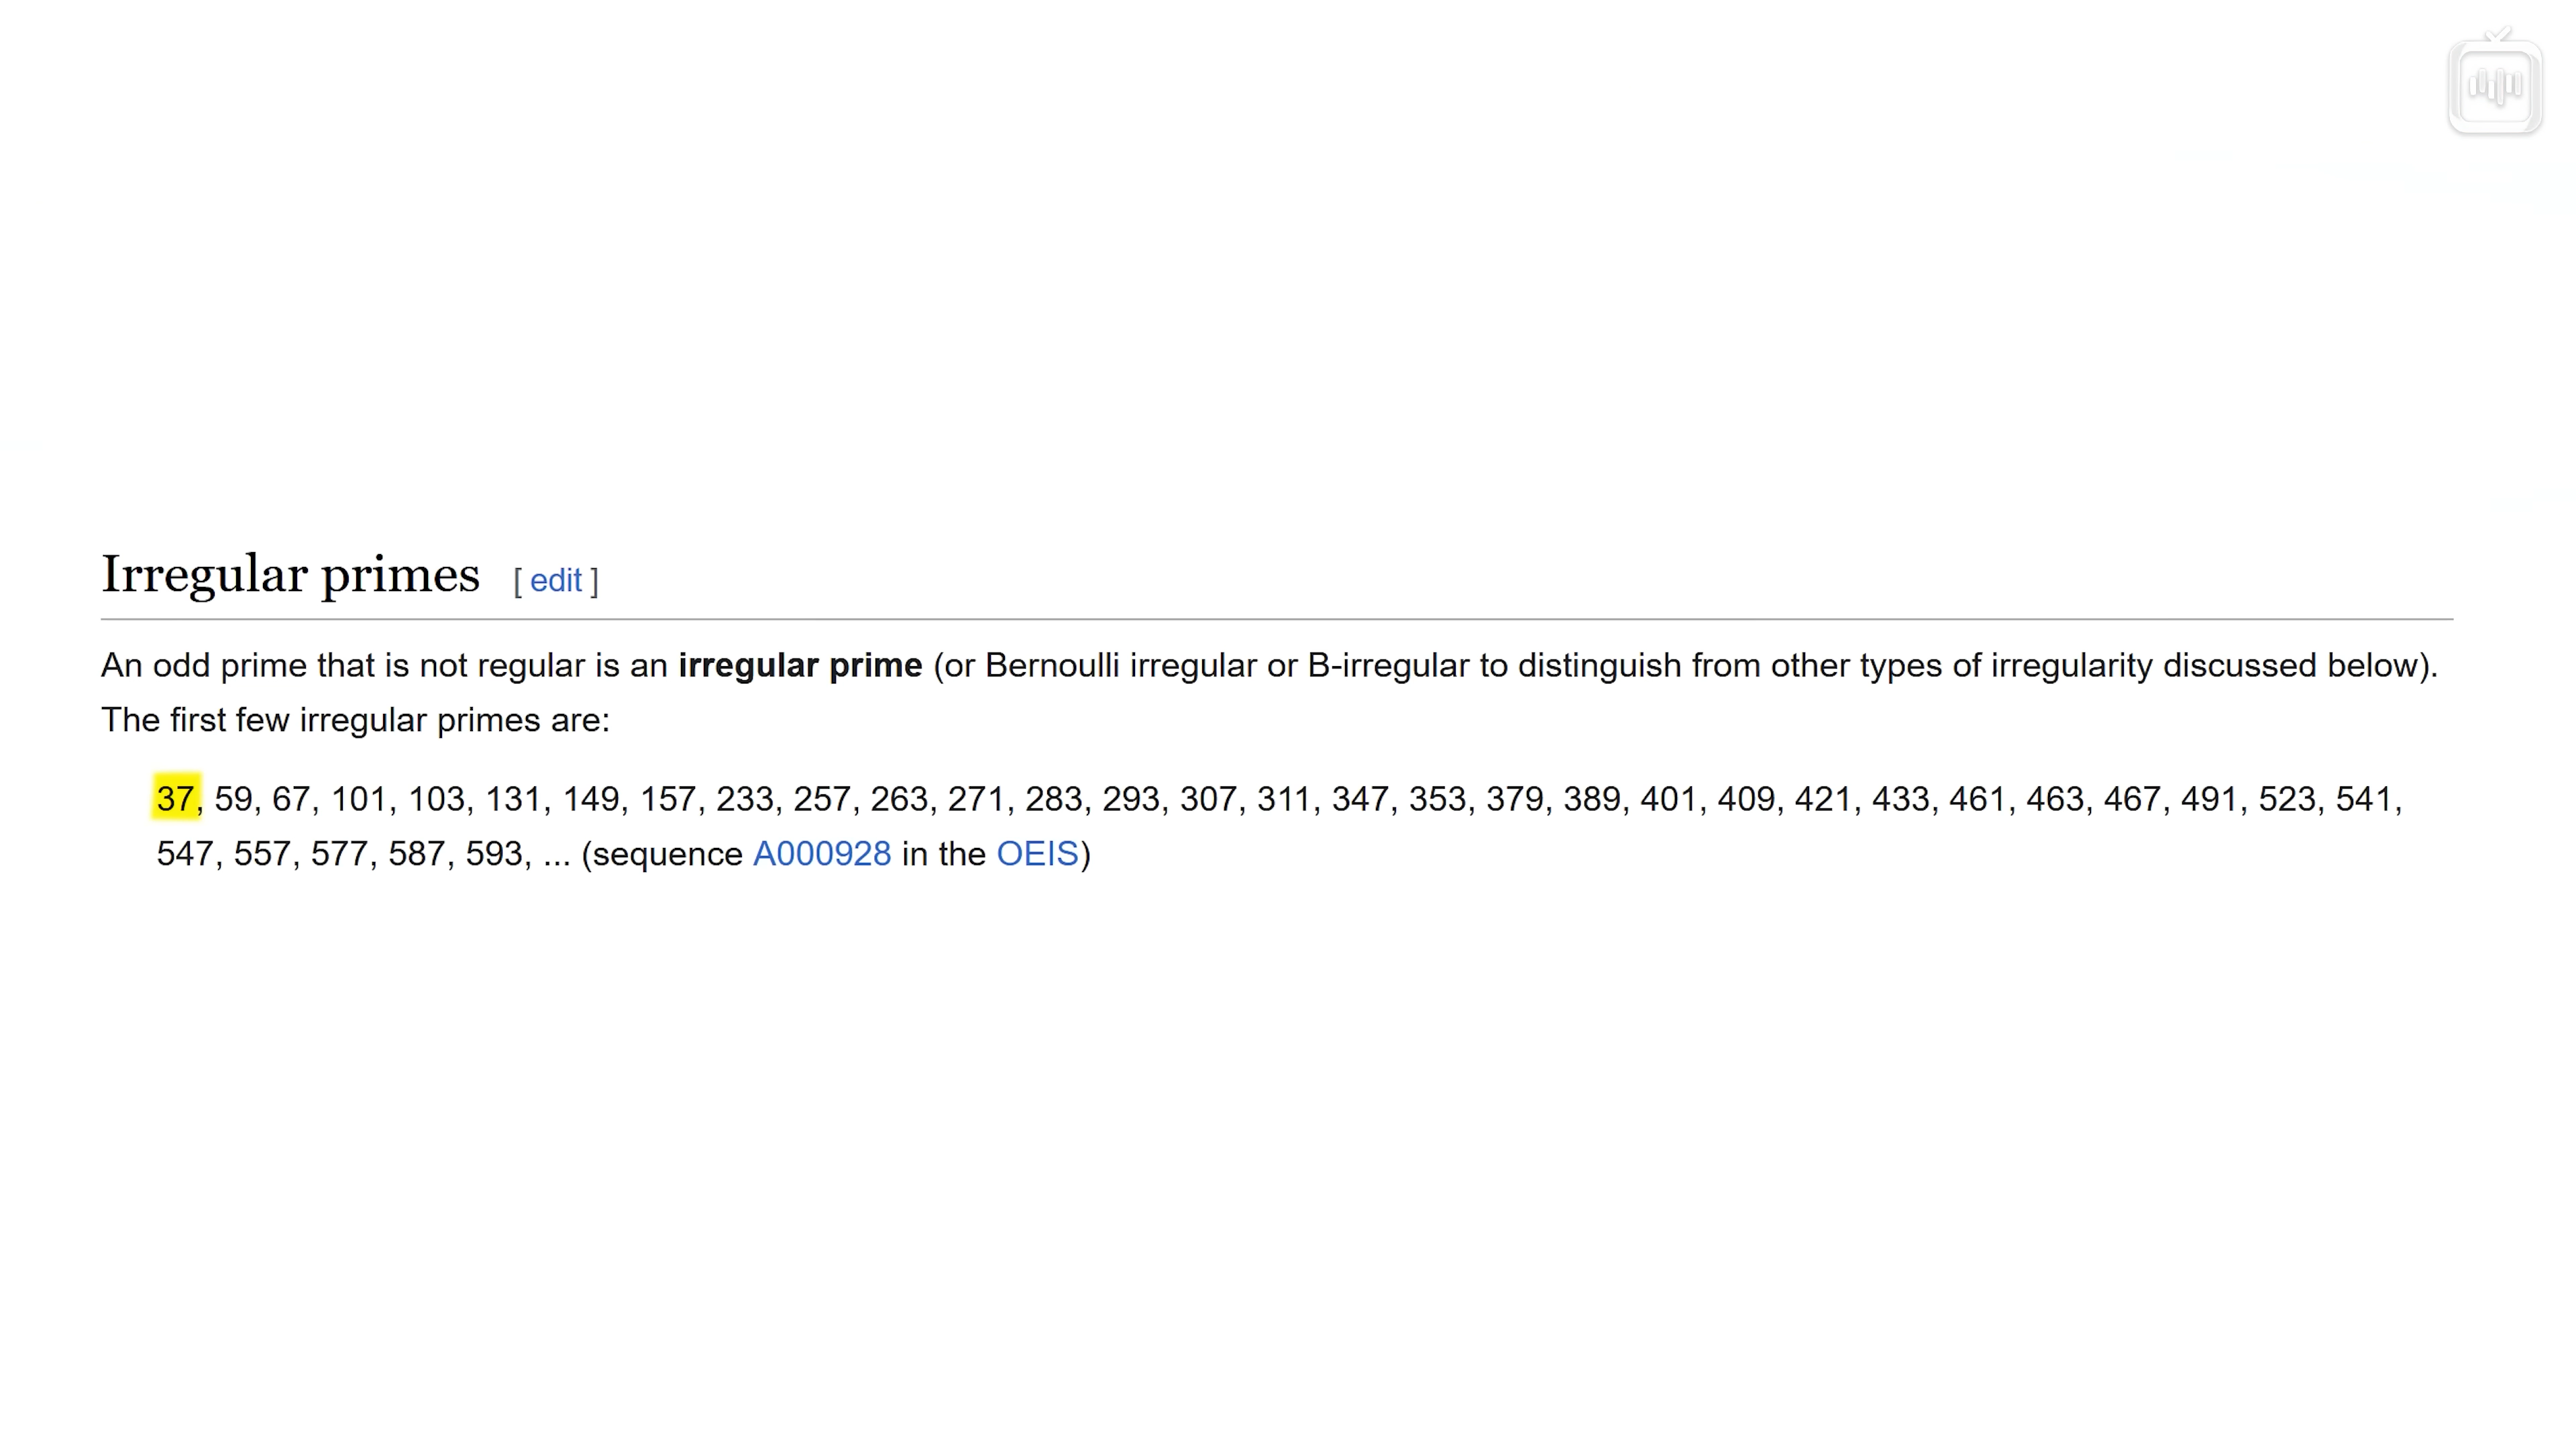 Irregular primes [ edit ]
An odd prime that is not regular is an irregular prime (or Bernoulli irregular or B-irregular to distinguish from other types of irregularity discussed below).
The first few irregular primes are:
37, 59, 67, 101, 103, 131, 149, 157, 233, 257, 263, 271, 283, 293, 307, 311, 347, 353, 379, 389, 401, 409, 421, 433, 461, 463, 467, 491, 523, 541,
547, 557, 577, 587, 593, ... (sequence A000928 in the OEIS)